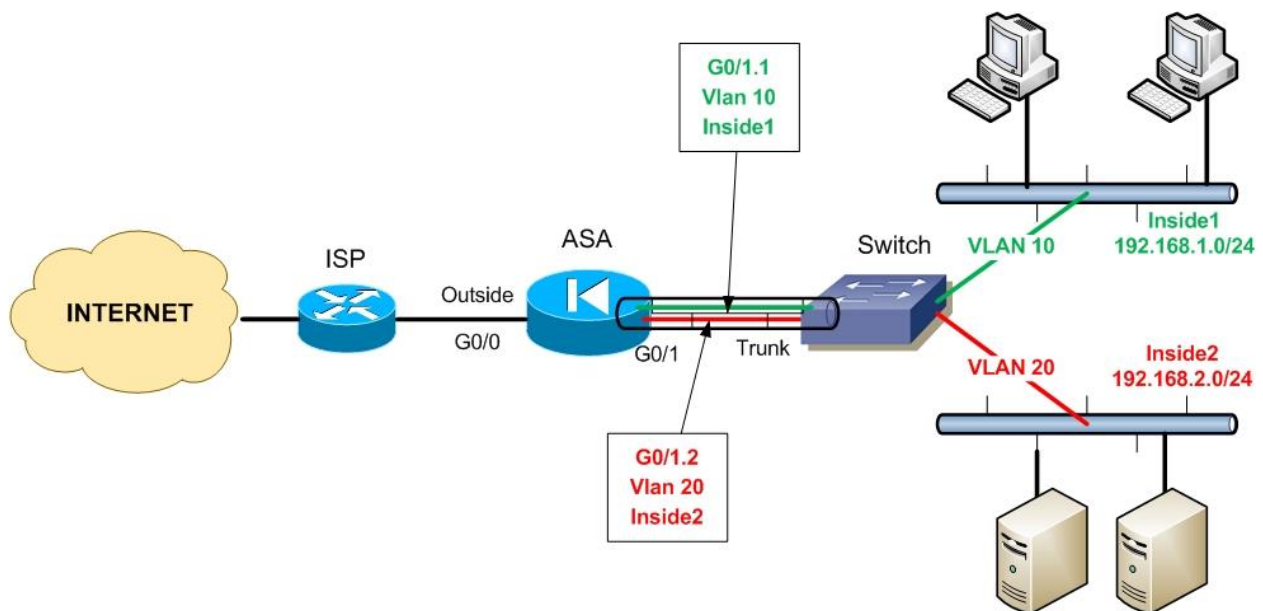 G0/1.1
Vlan 10
Inside1
INTERNET
ISP
Outside
G0/0
ASA
G0/1
Trunk
Switch
VLAN 10
Inside1
192.168.1.0/24
VLAN 20
Inside2
192.168.2.0/24
G0/1.2
Vlan 20
Inside2